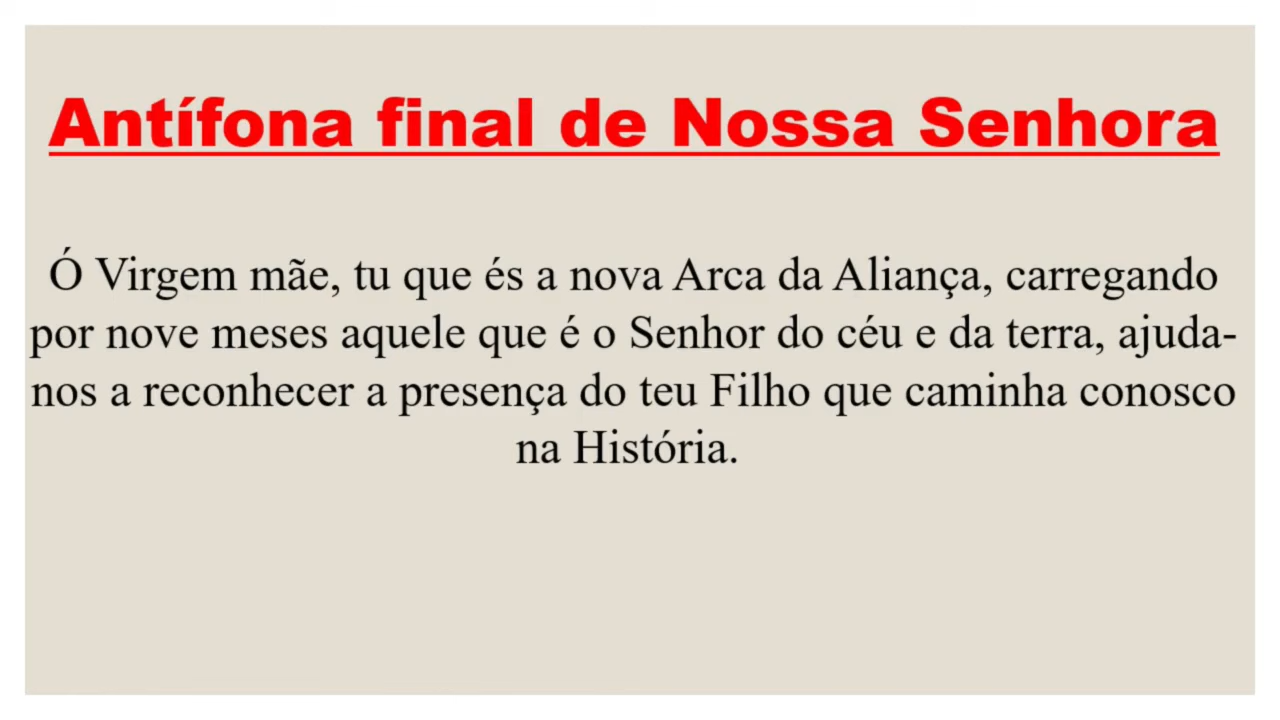 Antífona final de Nossa Senhora
Ó Virgem mãe, tu que és a nova Arca da Aliança, carregando
por nove meses aquele que é o Senhor do céu e da terra, ajuda-
nos a reconhecer a presença do teu Filho que caminha conosco
na História.